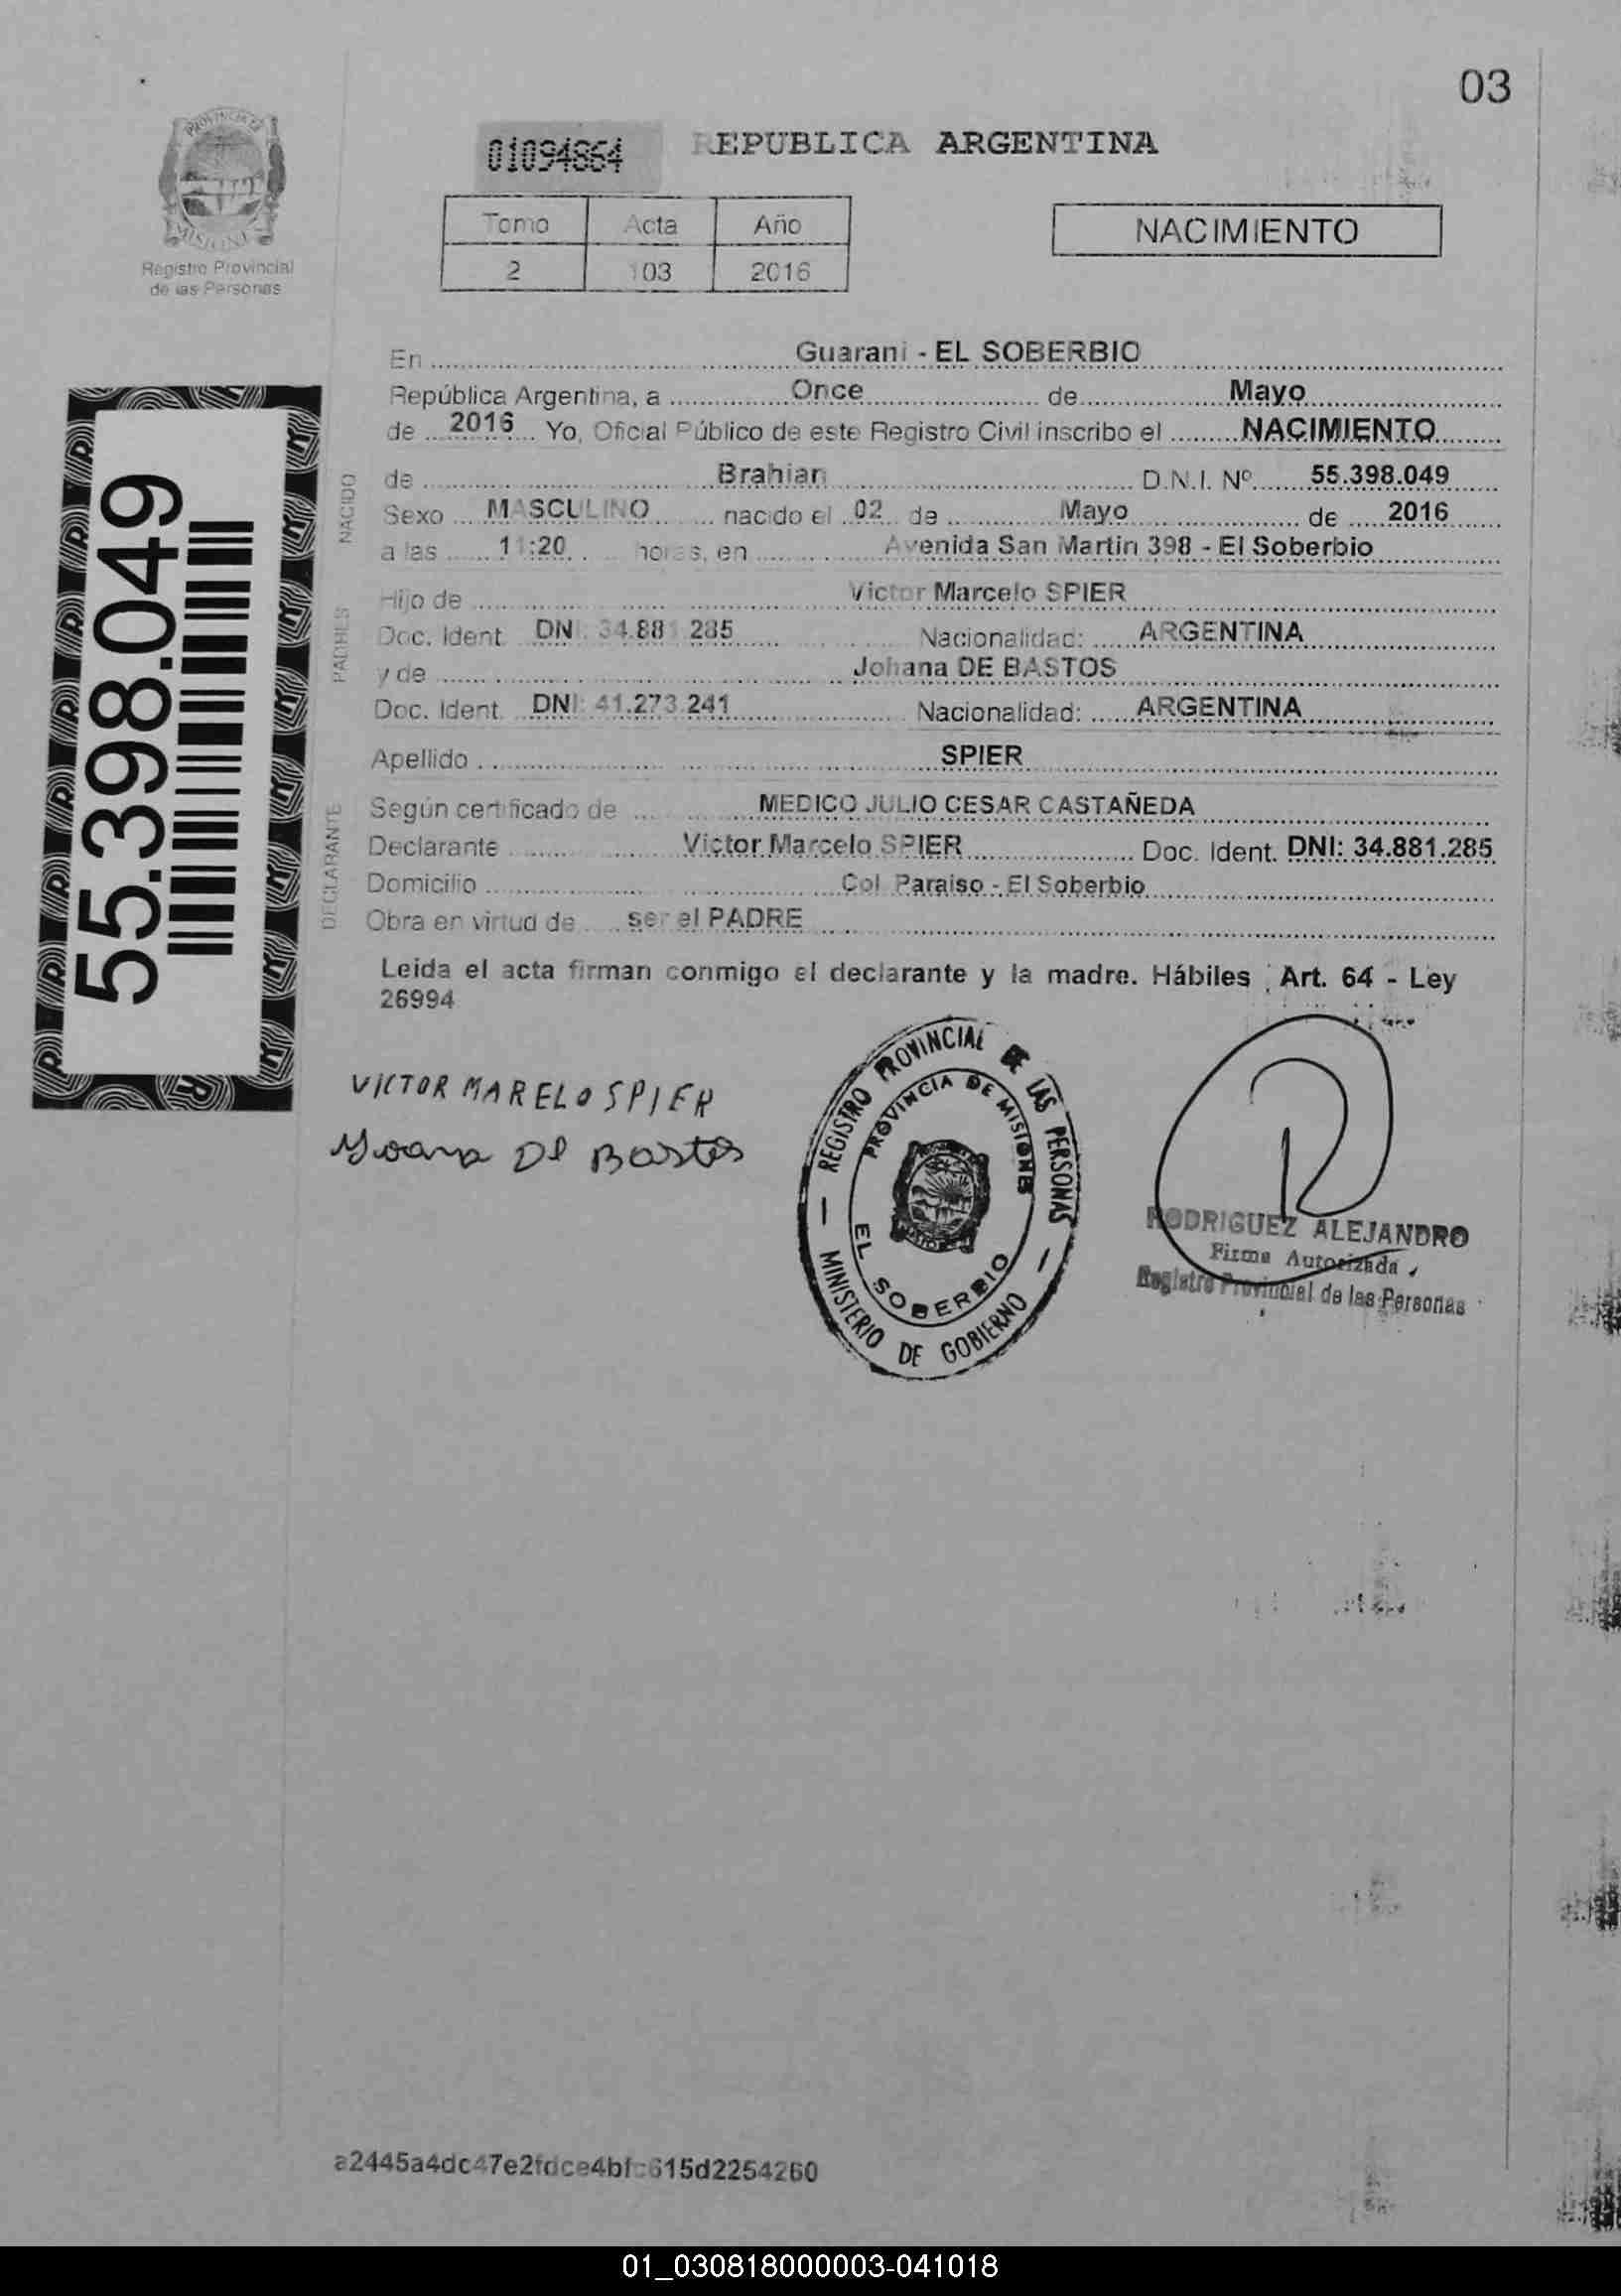 03
PROVINCIA DE
MISIONES
Registro Provincial
de las Personas
01094864
REPUBLICA ARGENTINA
Tomo Acta Año
2 103 2016
NACIMIENTO
En Guarani - EL SOBERBIO
República Argentina, a Once de Mayo
de 2016 Yo, Oficial Público de este Registro Civil inscribo el NACIMIENTO
NACIDO
de Brahian D.N.I. Nº 55.398.049
Sexo MASCULINO nacido el 02 de Mayo de 2016
a las 11:20 horas, en Avenida San Martin 398 - El Soberbio
PADRES
Hijo de Victor Marcelo SPIER
Doc. Ident. DNI: 34.881.285 Nacionalidad: ARGENTINA
y de Johana DE BASTOS
Doc. Ident. DNI: 41.273.241 Nacionalidad: ARGENTINA
Apellido SPIER
DECLARANTE
Según certificado de MEDICO JULIO CESAR CASTAÑEDA
Declarante Victor Marcelo SPIER Doc. Ident. DNI: 34.881.285
Domicilio Col. Paraiso - El Soberbio
Obra en virtud de ser el PADRE
Leida el acta firman conmigo el declarante y la madre. Hábiles Art. 64 - Ley
26994
55.398.049
VICTOR MARELO SPIER
Yoana De Bastos
REGISTRO PROVINCIAL DE LAS PERSONAS
PROVINCIA DE MISIONES
EL SOBERBIO
MINISTERIO DE GOBIERNO
RODRIGUEZ ALEJANDRO
Firma Autorizada
Registro Provincial de las Personas
a2445a4dc47e2fdce4bfc615d2254260
01_030818000003-041018